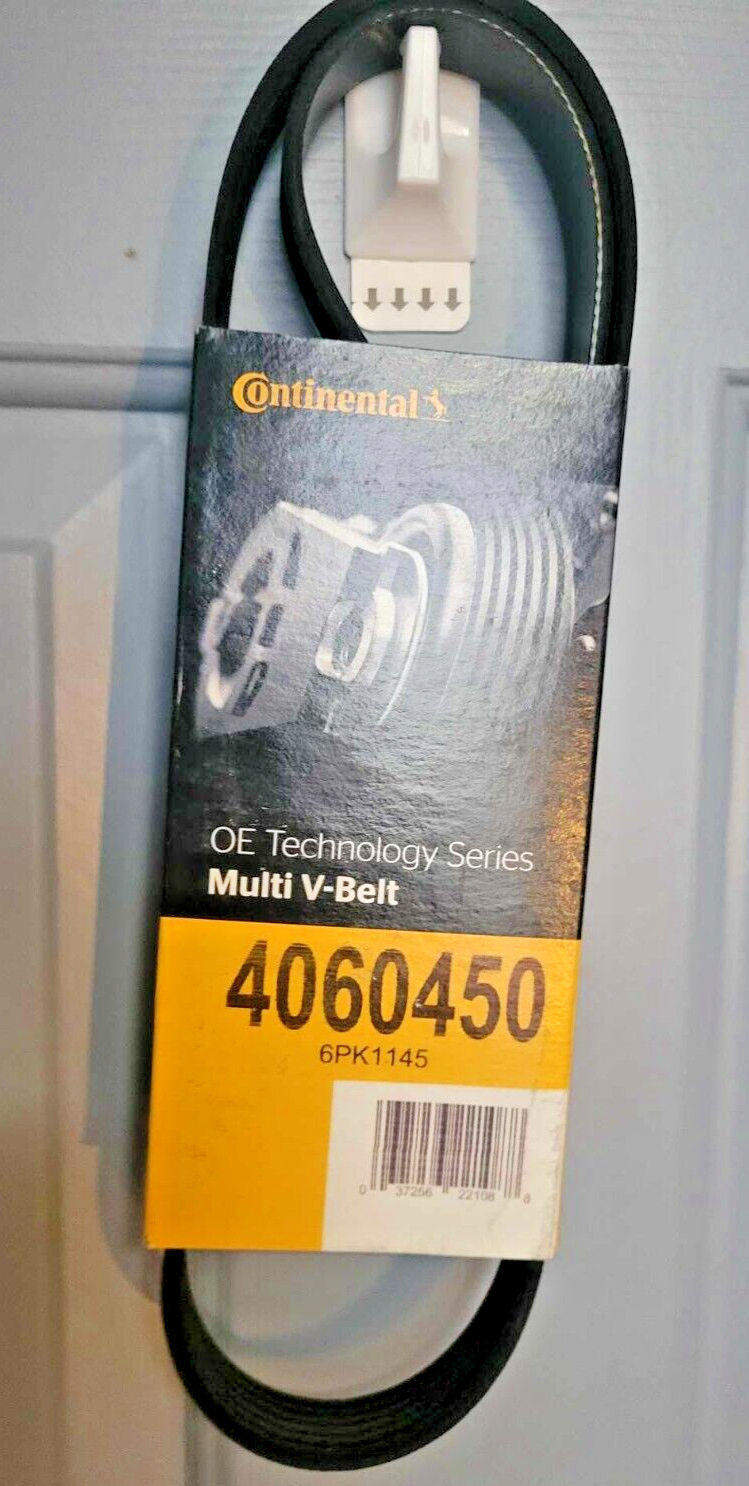 Continental
OE Technology Series
Multi V-Belt
4060450
6PK1145
0 37256 22108 8